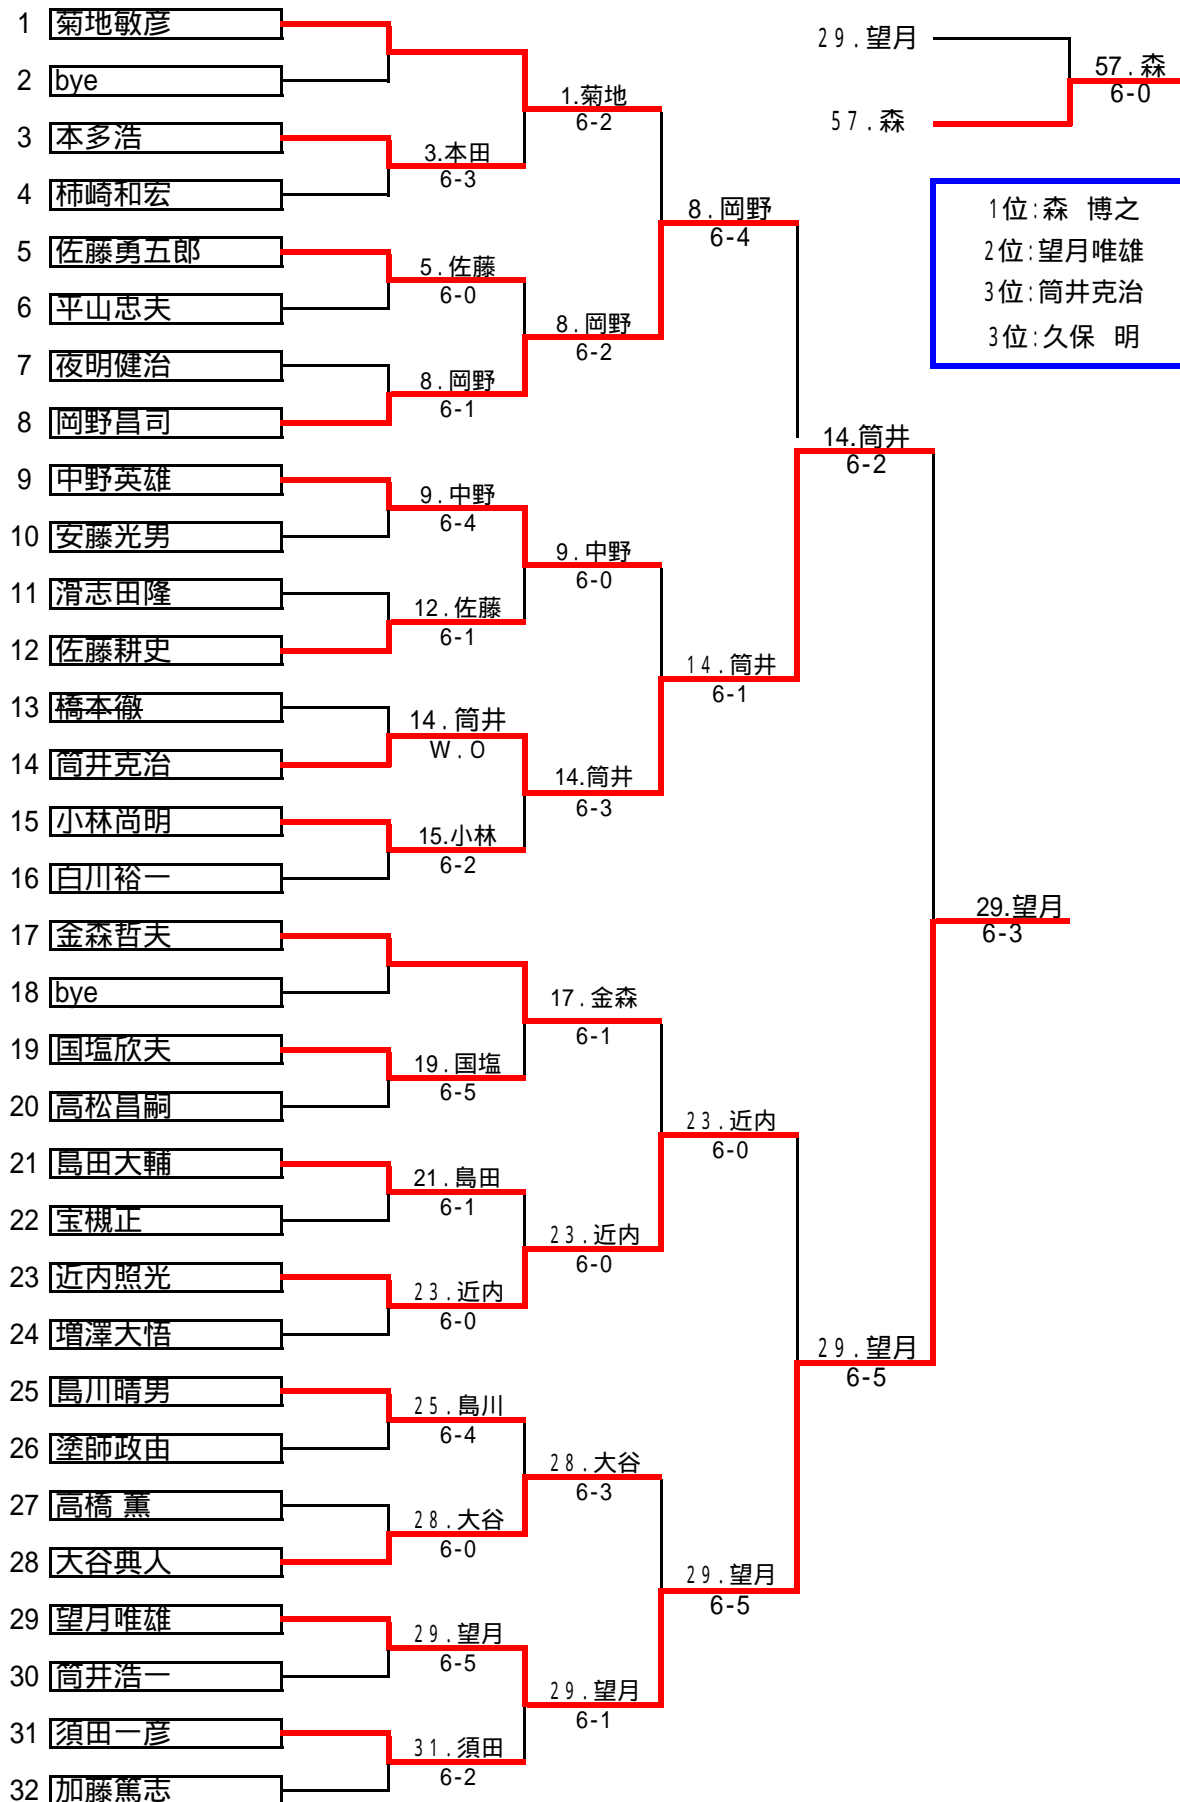 1 菊地敏彦
2 bye
3 本多浩
4 柿崎和宏
5 佐藤勇五郎
6 平山忠夫
7 夜明健治
8 岡野昌司
9 中野英雄
10 安藤光男
11 滑志田隆
12 佐藤耕史
13 橋本徹
14 筒井克治
15 小林尚明
16 白川裕一
17 金森哲夫
18 bye
19 国塩欣夫
20 高松昌嗣
21 島田大輔
22 宝槻正
23 近内照光
24 増澤大悟
25 島川晴男
26 塗師政由
27 高橋 薫
28 大谷典人
29 望月唯雄
30 筒井浩一
31 須田一彦
32 加藤篤志
3.本田
6-3
5.佐藤
6-0
8.岡野
6-1
9.中野
6-4
12.佐藤
6-1
14.筒井
W.O
15.小林
6-2
19.国塩
6-5
21.島田
6-1
23.近内
6-0
25.島川
6-4
28.大谷
6-0
29.望月
6-5
31.須田
6-2
1.菊地
6-2
8.岡野
6-2
9.中野
6-0
14.筒井
6-3
17.金森
6-1
23.近内
6-0
28.大谷
6-3
29.望月
6-1
8.岡野
6-4
14.筒井
6-1
23.近内
6-0
29.望月
6-5
14.筒井
6-2
29.望月
6-5
29.望月
6-3
29.望月
57.森
57.森
6-0
1位:森 博之
2位:望月唯雄
3位:筒井克治
3位:久保 明